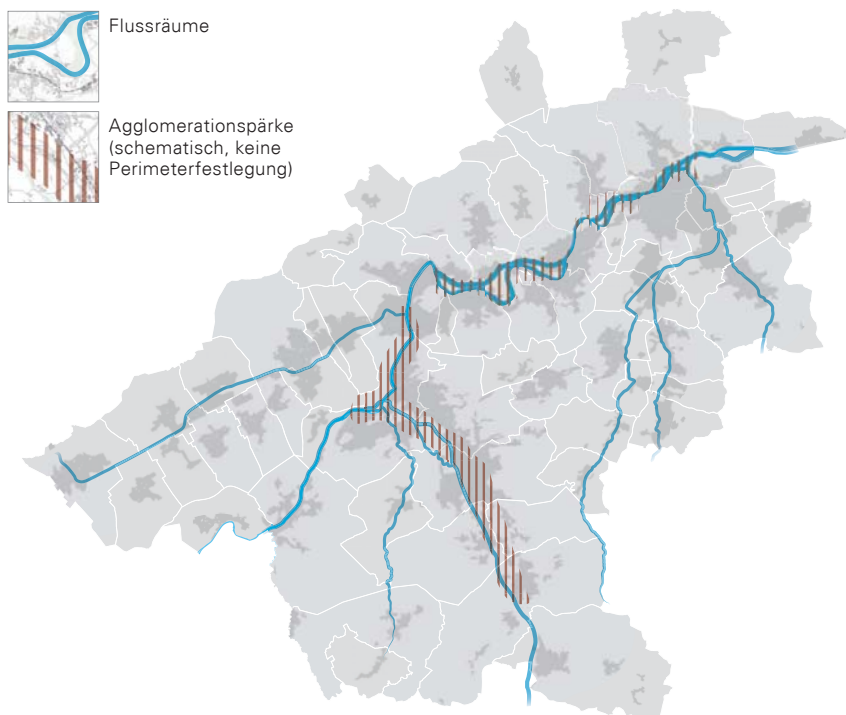 Flussräume
Agglomerationspärke
(schematisch, keine
Perimeterfestlegung)